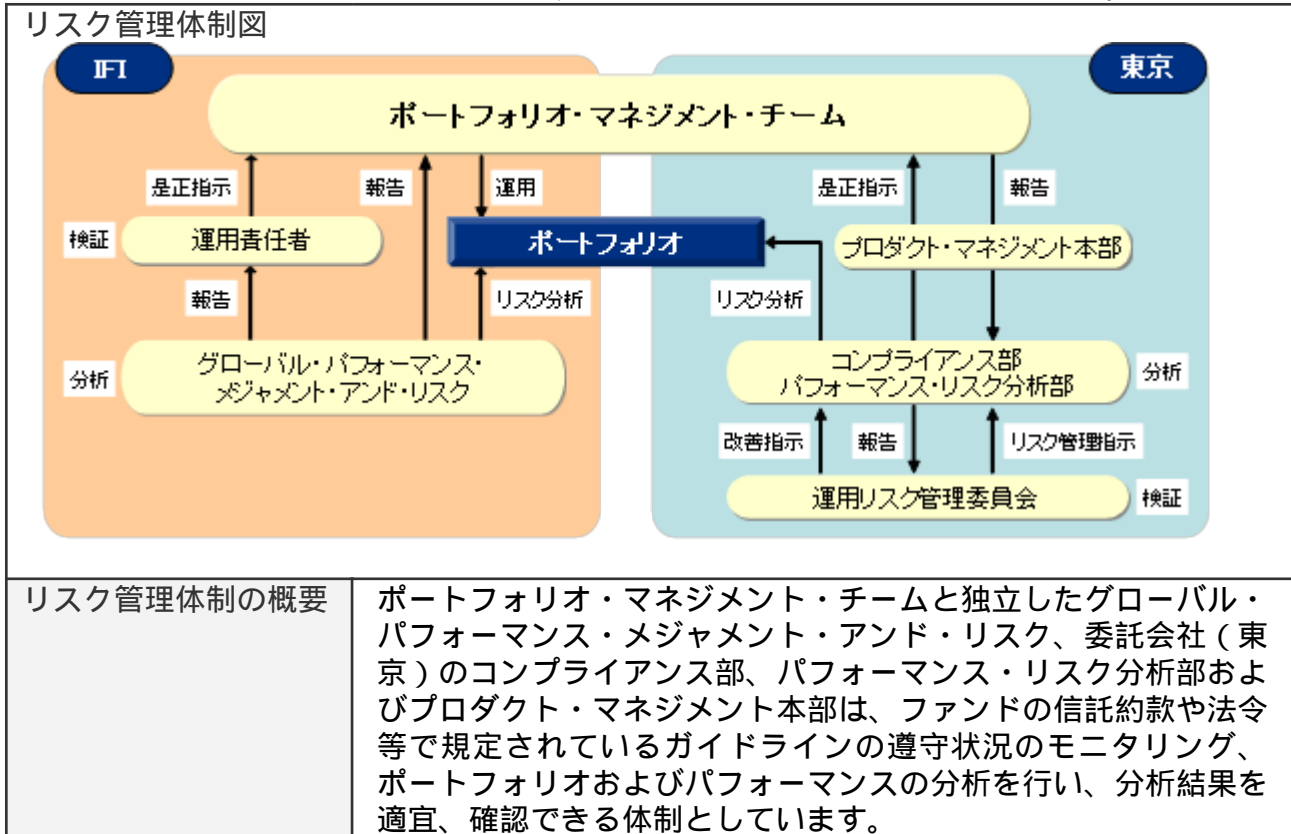 リスク管理体制図
IFI
東京
ポートフォリオ・マネジメント・チーム
是正指示
報告
運用
是正指示
報告
検証
運用責任者
ポートフォリオ
プロダクト・マネジメント本部
報告
リスク分析
リスク分析
分析
グローバル・パフォーマンス・
メジャメント・アンド・リスク
コンプライアンス部
パフォーマンス・リスク分析部
分析
改善指示
報告
リスク管理指示
運用リスク管理委員会
検証
リスク管理体制の概要
ポートフォリオ・マネジメント・チームと独立したグローバル・
パフォーマンス・メジャメント・アンド・リスク、委託会社(東
京)のコンプライアンス部、パフォーマンス・リスク分析部およ
びプロダクト・マネジメント本部は、ファンドの信託約款や法令
等で規定されているガイドラインの遵守状況のモニタリング、
ポートフォリオおよびパフォーマンスの分析を行い、分析結果を
適宜、確認できる体制としています。